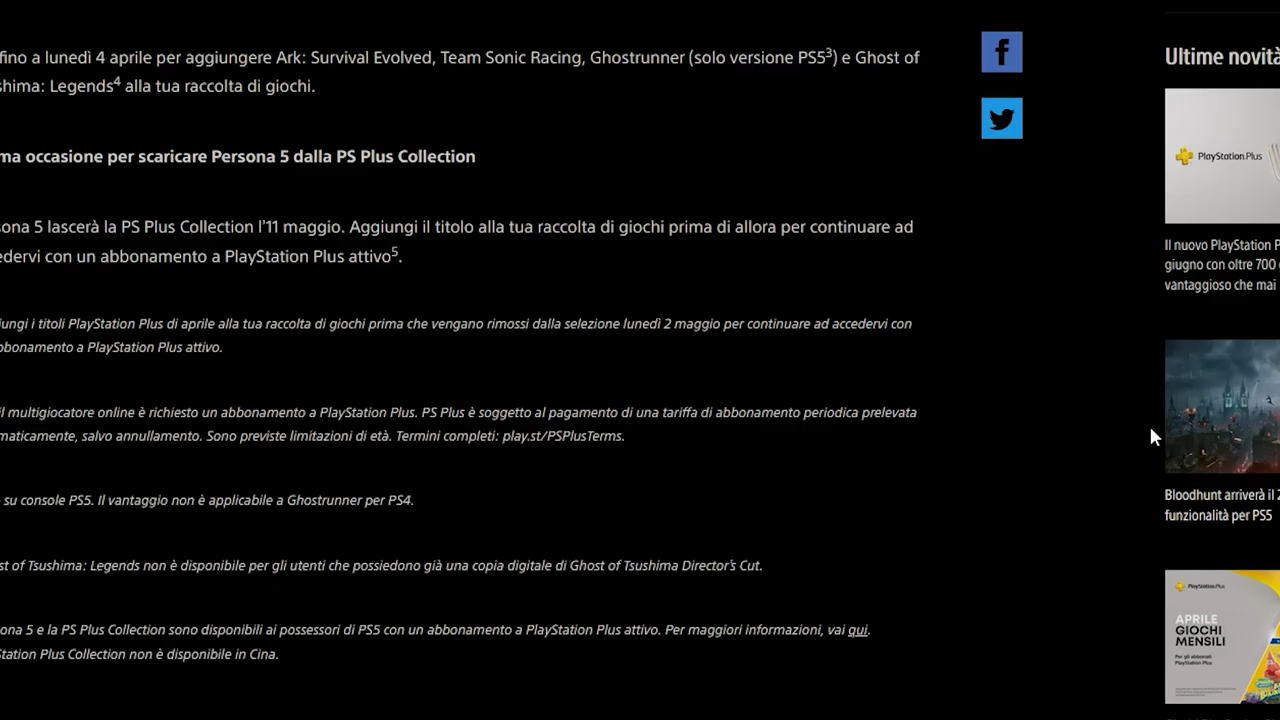 fino a lunedì 4 aprile per aggiungere Ark: Survival Evolved, Team Sonic Racing, Ghostrunner (solo versione PS5³) e Ghost of
shima: Legends⁴ alla tua raccolta di giochi.
ma occasione per scaricare Persona 5 dalla PS Plus Collection
sona 5 lascerà la PS Plus Collection l'11 maggio. Aggiungi il titolo alla tua raccolta di giochi prima di allora per continuare ad
edervi con un abbonamento a PlayStation Plus attivo⁵.
iungi i titoli PlayStation Plus di aprile alla tua raccolta di giochi prima che vengano rimossi dalla selezione lunedì 2 maggio per continuare ad accedervi con
bbonamento a PlayStation Plus attivo.
il multigiocatore online è richiesto un abbonamento a PlayStation Plus. PS Plus è soggetto al pagamento di una tariffa di abbonamento periodica prelevata
maticamente, salvo annullamento. Sono previste limitazioni di età. Termini completi: play.st/PSPlusTerms.
su console PS5. Il vantaggio non è applicabile a Ghostrunner per PS4.
st of Tsushima: Legends non è disponibile per gli utenti che possiedono già una copia digitale di Ghost of Tsushima Director's Cut.
ona 5 e la PS Plus Collection sono disponibili ai possessori di PS5 con un abbonamento a PlayStation Plus attivo. Per maggiori informazioni, vai qui.
Station Plus Collection non è disponibile in Cina.
Ultime novità
PlayStation.Plus
Il nuovo PlayStation P
giugno con oltre 700
vantaggioso che mai
Bloodhunt arriverà il 2
funzionalità per PS5
PlayStation.Plus
APRILE
GIOCHI
MENSILI
Per gli abbonati
PlayStation Plus